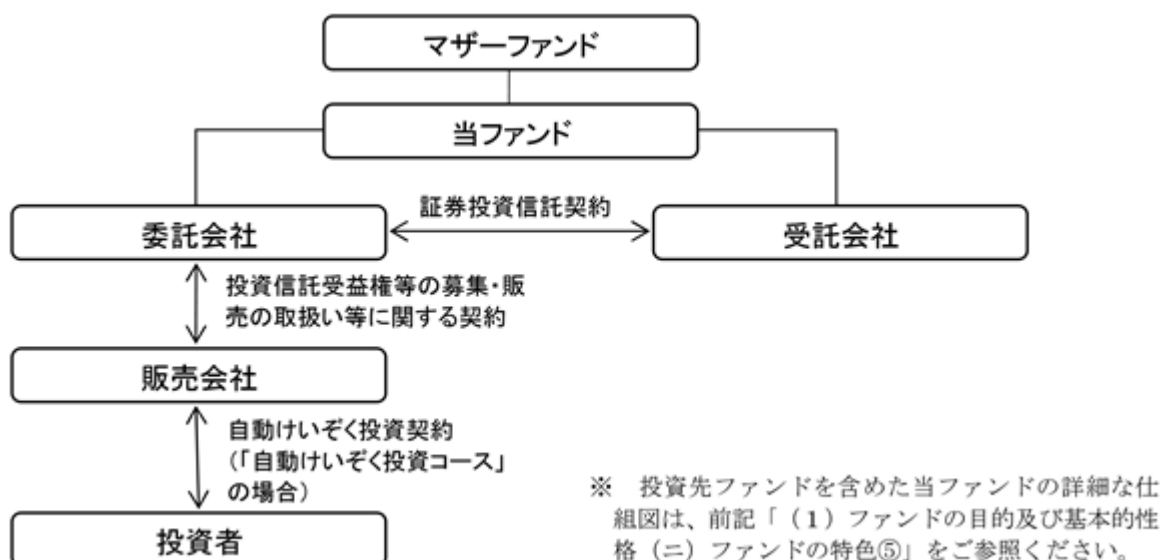 マザーファンド
当ファンド
証券投資信託契約
委託会社
受託会社
投資信託受益権等の募集・販
売の取扱い等に関する契約
販売会社
自動けいぞく投資契約
(「自動けいぞく投資コース」
の場合)
投資者
※　投資先ファンドを含めた当ファンドの詳細な仕
組図は、前記「（１）ファンドの目的及び基本的性
格（ニ）ファンドの特色⑤」をご参照ください。